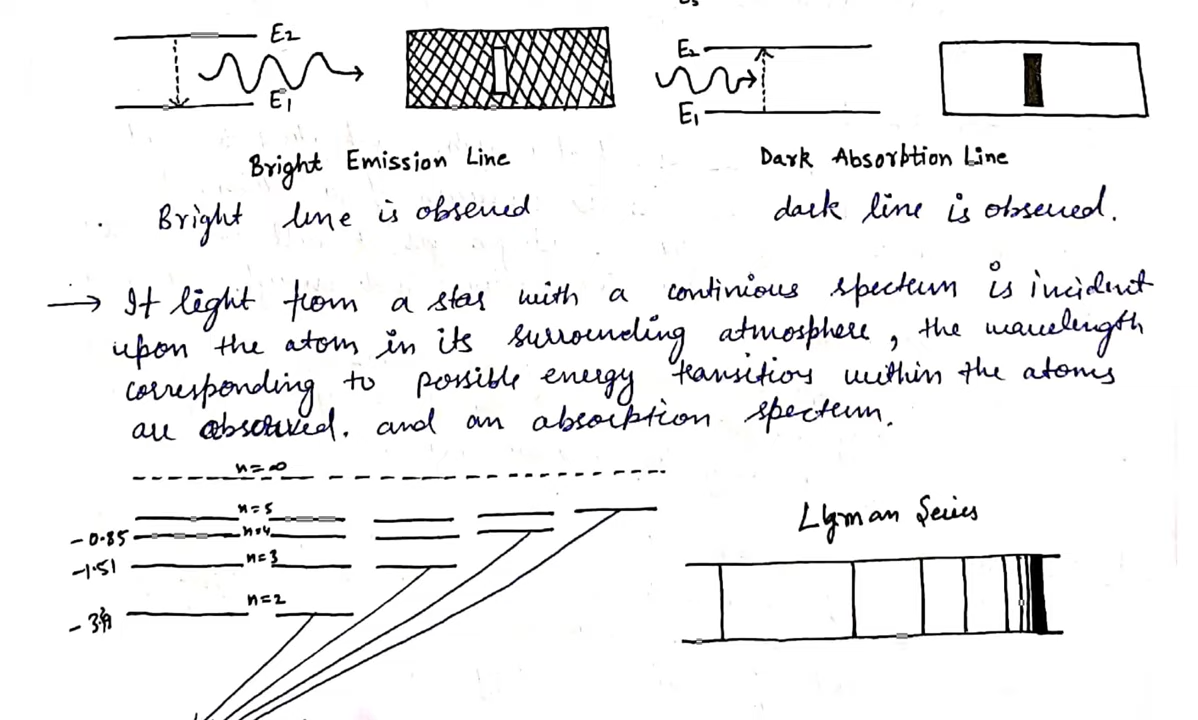 E2
E1
E2
E1
Bright Emission Line
Dark Absorbtion Line
Bright line is obsened
dark line is obseued.
→ If light from a star with a continious spectrum is incident
upon the atom in its surrounding atmosphere, the wavelength
corresponding to possible energy transitions within the atoms
are absorved. and an absorption spectrum.
n=∞
n=5
-0.85 n=4
-1.51 n=3
n=2
Lyman Series